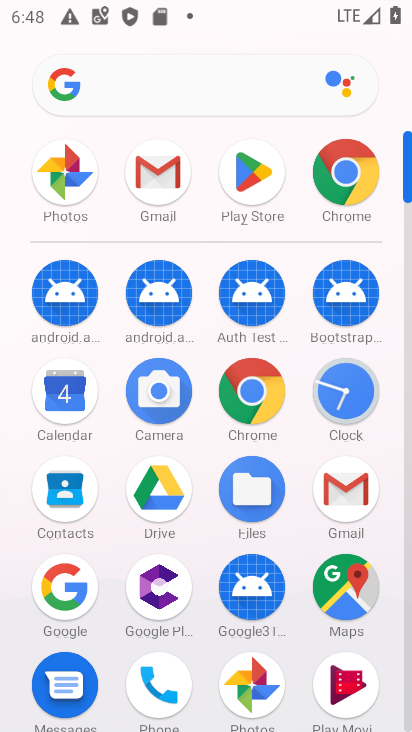 6:48
LTE
Photos Gmail Play Store Chrome
android.a... android.a... Auth Test ... Bootstrap...
Calendar Camera Chrome Clock
4
Contacts Drive Files Gmail
Google Google Pl... Google3 I... Maps
Messages Phone Photos Play Movi...